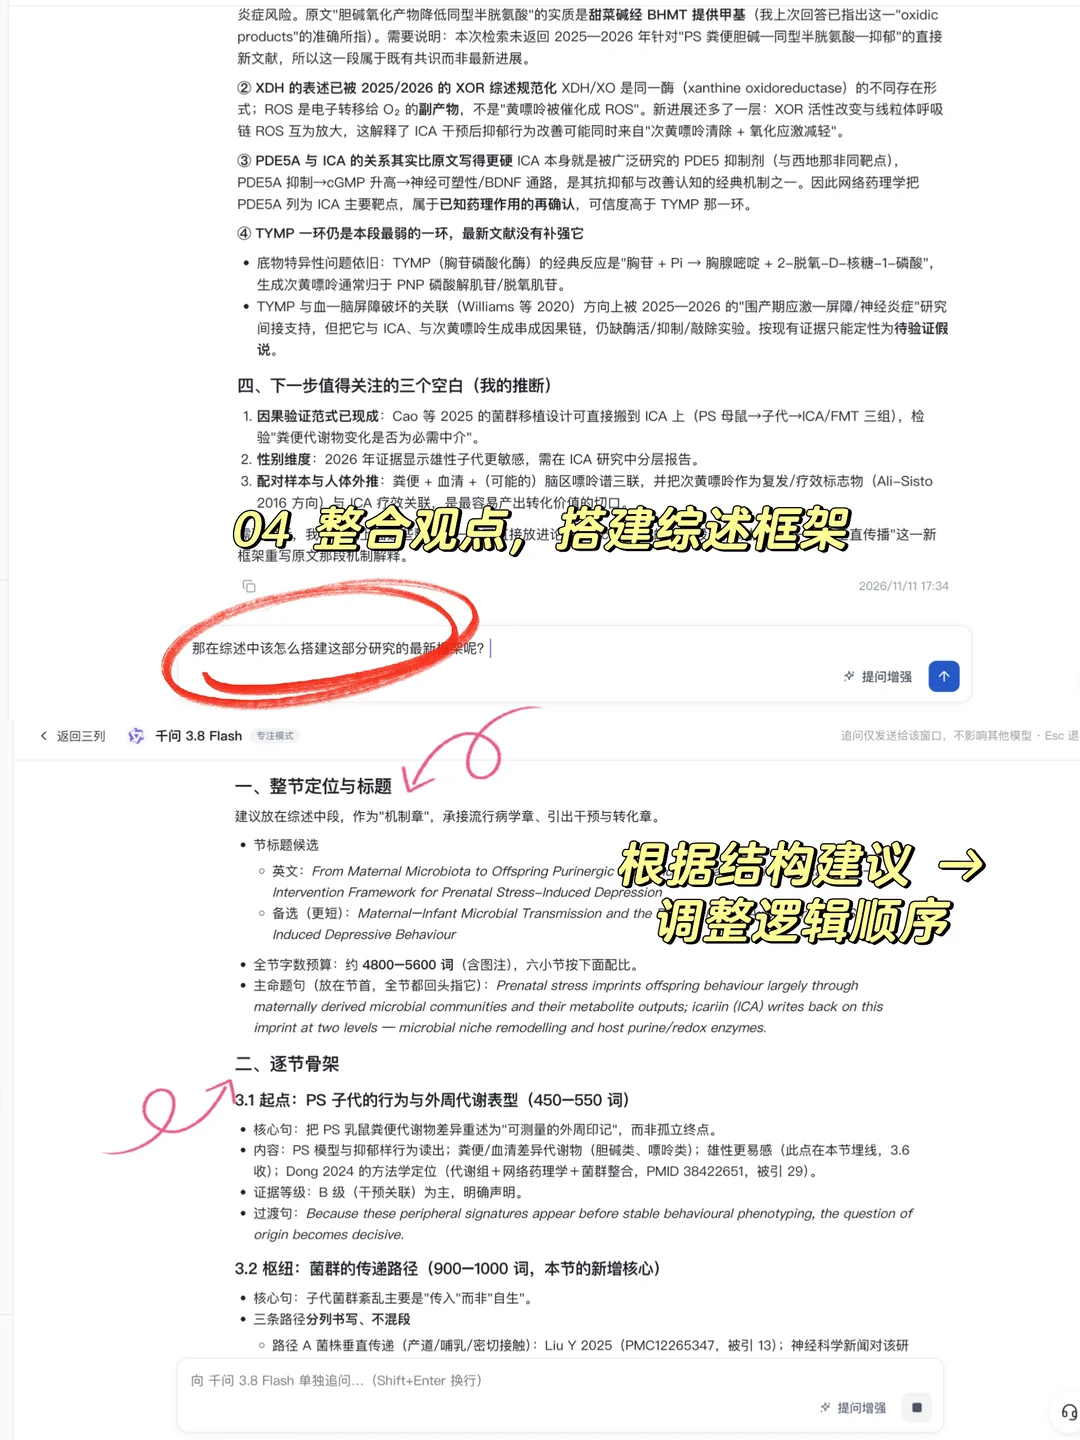 炎症风险。原文"胆碱氧化产物降低同型半胱氨酸"的实质是甜菜碱经 BHMT 提供甲基（我上次回答已指出这一"oxidic
products"的准确所指）。需要说明：本次检索未返回 2025—2026 年针对"PS 粪便胆碱—同型半胱氨酸—抑郁"的直接
新文献，所以这一段属于既有共识而非最新进展。
② XDH 的表述已被 2025/2026 的 XOR 综述规范化 XDH/XO 是同一酶（xanthine oxidoreductase）的不同存在形
式；ROS 是电子转移给 O₂ 的副产物，不是"黄嘌呤被催化成 ROS"。新进展还多了一层：XOR 活性改变与线粒体呼吸
链 ROS 互为放大，这解释了 ICA 干预后抑郁行为改善可能同时来自"次黄嘌呤清除 + 氧化应激减轻"。
③ PDE5A 与 ICA 的关系其实比原文写得更硬 ICA 本身就是被广泛研究的 PDE5 抑制剂（与西地那非同靶点），
PDE5A 抑制→cGMP 升高→神经可塑性/BDNF 通路，是其抗抑郁与改善认知的经典机制之一。因此网络药理学把
PDE5A 列为 ICA 主要靶点，属于已知药理作用的再确认，可信度高于 TYMP 那一环。
④ TYMP 一环仍是本段最弱的一环，最新文献没有补强它
• 底物特异性问题依旧：TYMP（胸苷磷酸化酶）的经典反应是"胸苷 + Pi → 胸腺嘧啶 + 2-脱氧-D-核糖-1-磷酸"，
生成次黄嘌呤通常归于 PNP 磷酸解肌苷/脱氧肌苷。
• TYMP 与血—脑屏障破坏的关联（Williams 等 2020）方向上被 2025—2026 的"围产期应激—屏障/神经炎症"研究
间接支持，但把它与 ICA、与次黄嘌呤生成串成因果链，仍缺酶活/抑制/敲除实验。按现有证据只能定性为待验证假
说。
四、下一步值得关注的三个空白（我的推断）
1. 因果验证范式已现成：Cao 等 2025 的菌群移植设计可直接搬到 ICA 上（PS 母鼠→子代→ICA/FMT 三组），检
验"粪便代谢物变化是否为必需中介"。
2. 性别维度：2026 年证据显示雄性子代更敏感，需在 ICA 研究中分层报告。
3. 配对样本与人体外推：粪便 + 血清 +（可能的）脑区嘌呤谱三联，并把次黄嘌呤作为复发/疗效标志物（Ali-Sisto
2016 方向）与 ICA 疗效关联，是最容易产出转化价值的切口。
04 整合观点，搭建综述框架
直传播"这一新
框架重写原文那段机制解释。
2026/11/11 17:34
那在综述中该怎么搭建这部分研究的最新框架呢？
提问增强
返回三列 千问 3.8 Flash 专注模式 追问仅发送给该窗口，不影响其他模型 · Esc 退
一、整节定位与标题
建议放在综述中段，作为"机制章"，承接流行病学章、引出干预与转化章。
• 节标题候选
英文：From Maternal Microbiota to Offspring Purinergic
Intervention Framework for Prenatal Stress-Induced Depression
备选（更短）：Maternal—Infant Microbial Transmission and the
Induced Depressive Behaviour
根据结构建议 →
调整逻辑顺序
• 全节字数预算：约 4800—5600 词（含图注），六小节按下面配比。
• 主命题句（放在节首，全节都回头指它）：Prenatal stress imprints offspring behaviour largely through
maternally derived microbial communities and their metabolite outputs; icariin (ICA) writes back on this
imprint at two levels — microbial niche remodelling and host purine/redox enzymes.
二、逐节骨架
3.1 起点：PS 子代的行为与外周代谢表型（450—550 词）
• 核心句：把 PS 乳鼠粪便代谢物差异重述为"可测量的外周印记"，而非孤立终点。
• 内容：PS 模型与抑郁样行为读出；粪便/血清差异代谢物（胆碱类、嘌呤类）；雄性更易感（此点在本节埋线，3.6
收）；Dong 2024 的方法学定位（代谢组＋网络药理学＋菌群整合，PMID 38422651，被引 29）。
• 证据等级：B 级（干预关联）为主，明确声明。
• 过渡句：Because these peripheral signatures appear before stable behavioural phenotyping, the question of
origin becomes decisive.
3.2 枢纽：菌群的传递路径（900—1000 词，本节的新增核心）
• 核心句：子代菌群紊乱主要是"传入"而非"自生"。
• 三条路径分列书写、不混段
路径 A 菌株垂直传递（产道/哺乳/密切接触）：Liu Y 2025（PMC12265347，被引 13）；神经科学新闻对该研
向 千问 3.8 Flash 单独追问...（Shift+Enter 换行）
提问增强